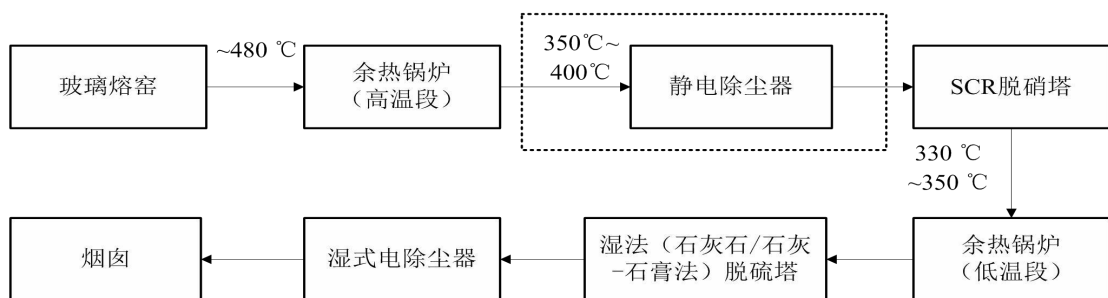 玻璃熔窑
~480 ℃
余热锅炉
（高温段）
350℃~
400℃
静电除尘器
SCR脱硝塔
330 ℃
~350 ℃
余热锅炉
（低温段）
湿法（石灰石/石灰
-石膏法）脱硫塔
湿式电除尘器
烟囱